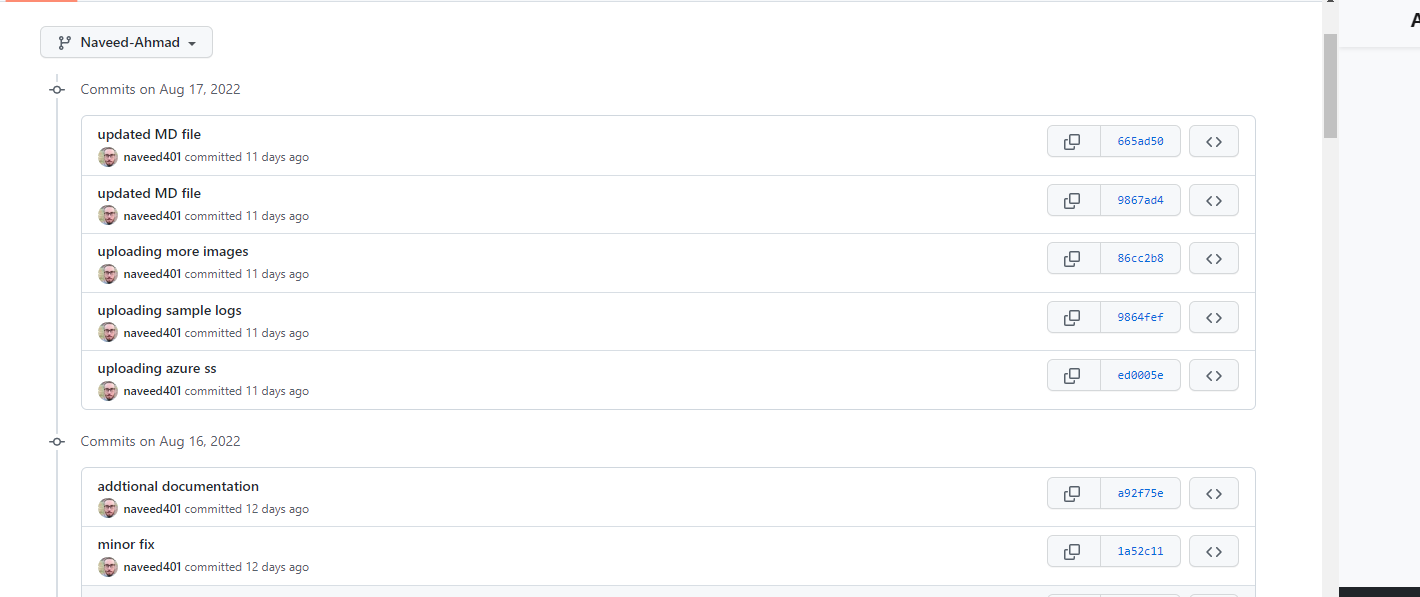 Naveed-Ahmad
Commits on Aug 17, 2022
updated MD file
naveed401 committed 11 days ago
665ad50
updated MD file
naveed401 committed 11 days ago
9867ad4
uploading more images
naveed401 committed 11 days ago
86cc2b8
uploading sample logs
naveed401 committed 11 days ago
9864fef
uploading azure ss
naveed401 committed 11 days ago
ed0005e
Commits on Aug 16, 2022
addtional documentation
naveed401 committed 12 days ago
a92f75e
minor fix
naveed401 committed 12 days ago
1a52c11